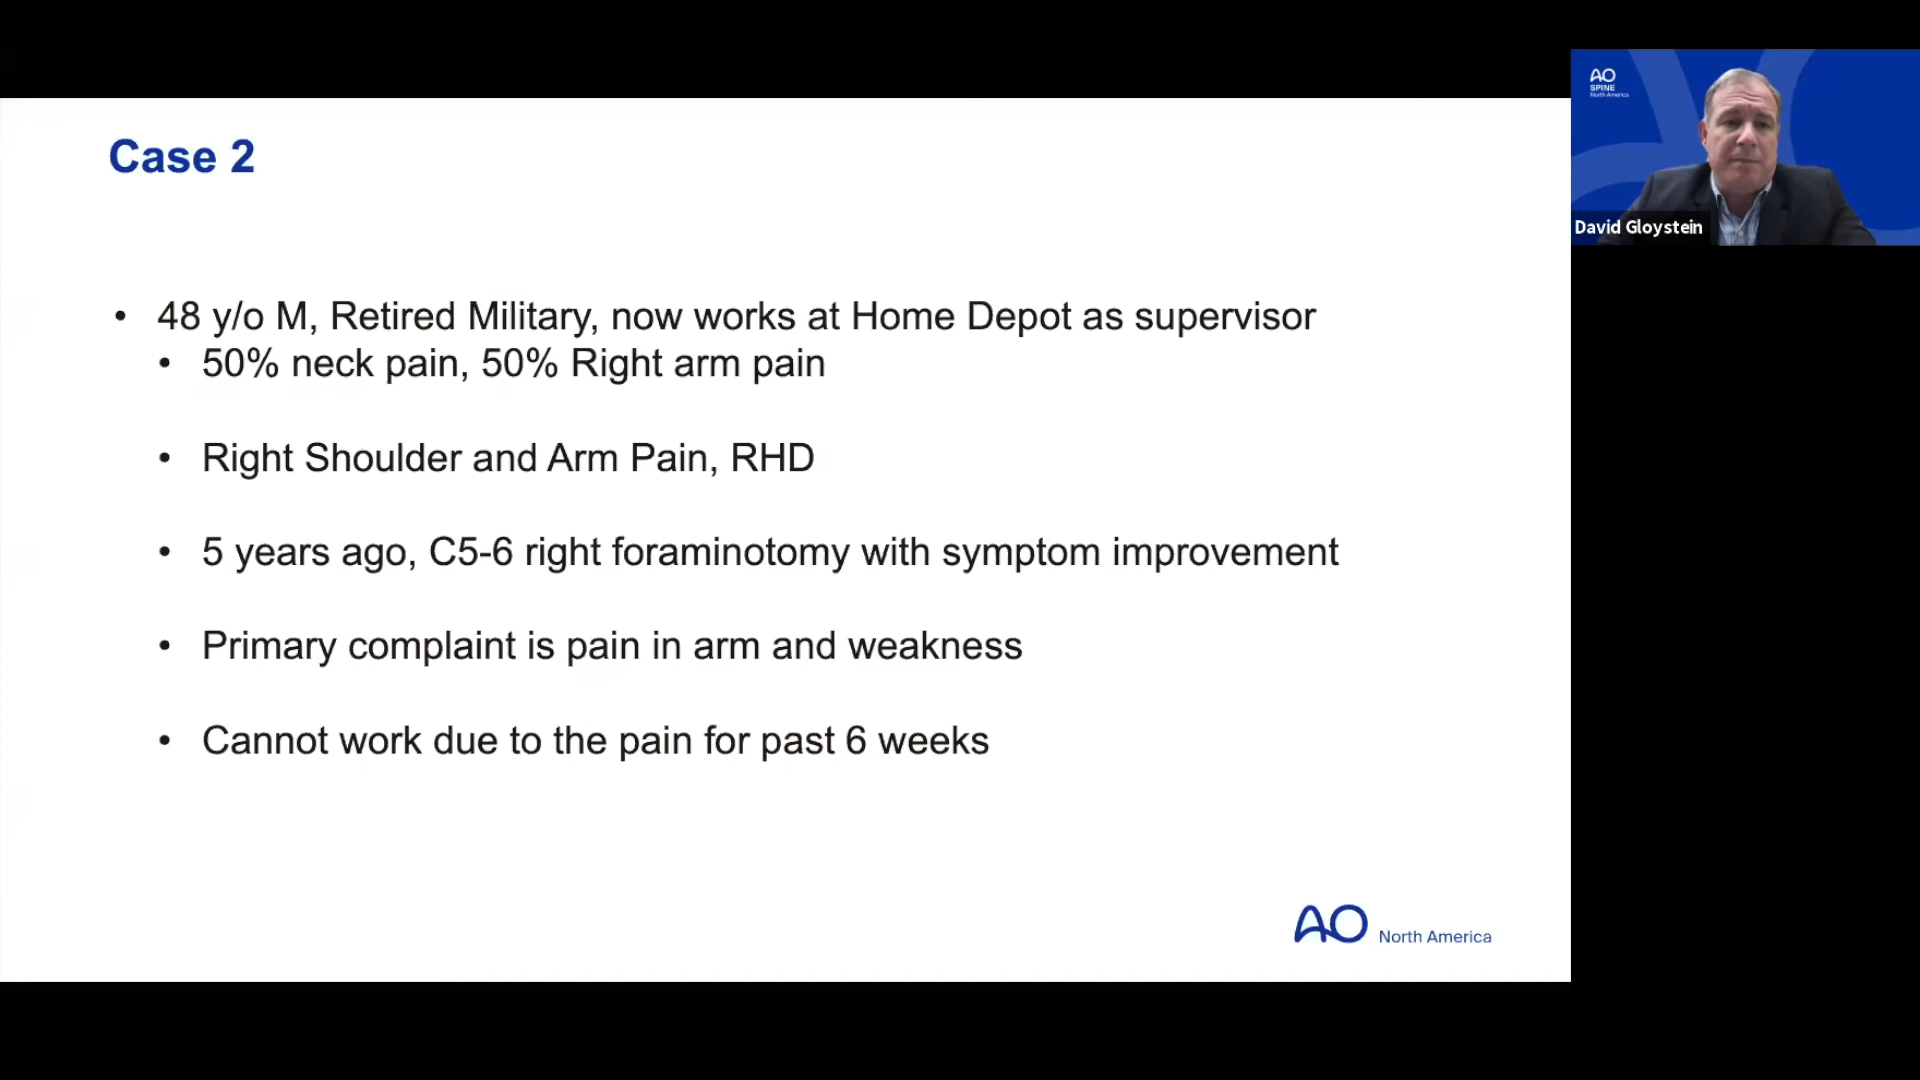 Case 2
• 48 y/o M, Retired Military, now works at Home Depot as supervisor
• 50% neck pain, 50% Right arm pain
• Right Shoulder and Arm Pain, RHD
• 5 years ago, C5-6 right foraminotomy with symptom improvement
• Primary complaint is pain in arm and weakness
• Cannot work due to the pain for past 6 weeks
AO North America
AO
SPINE
North America
David Gloystein